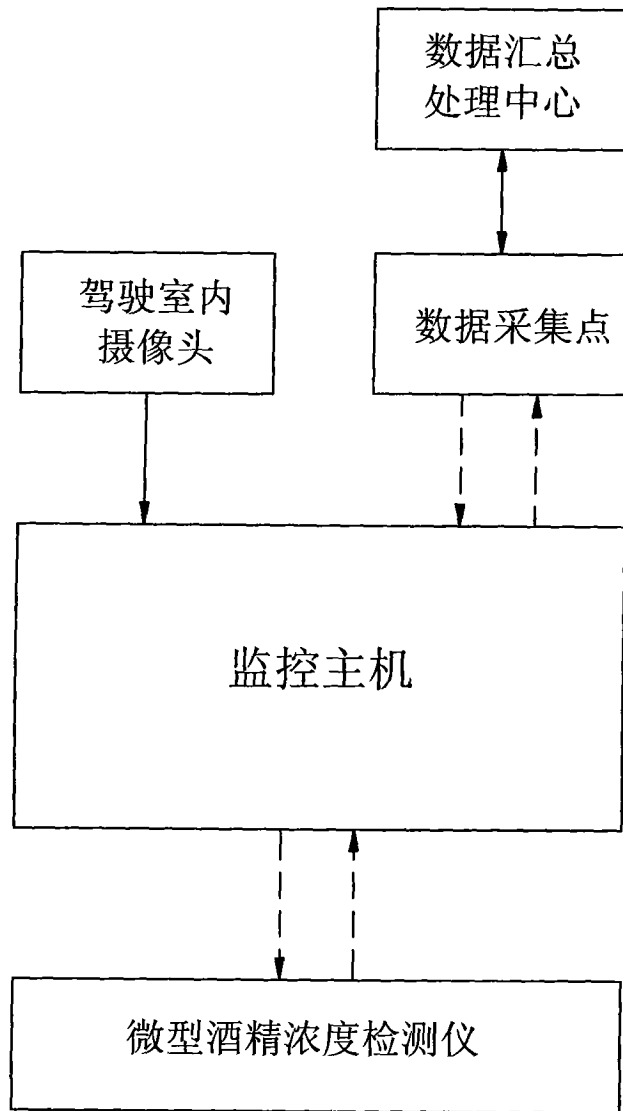 数据汇总
处理中心
驾驶室内
摄像头
数据采集点
监控主机
微型酒精浓度检测仪